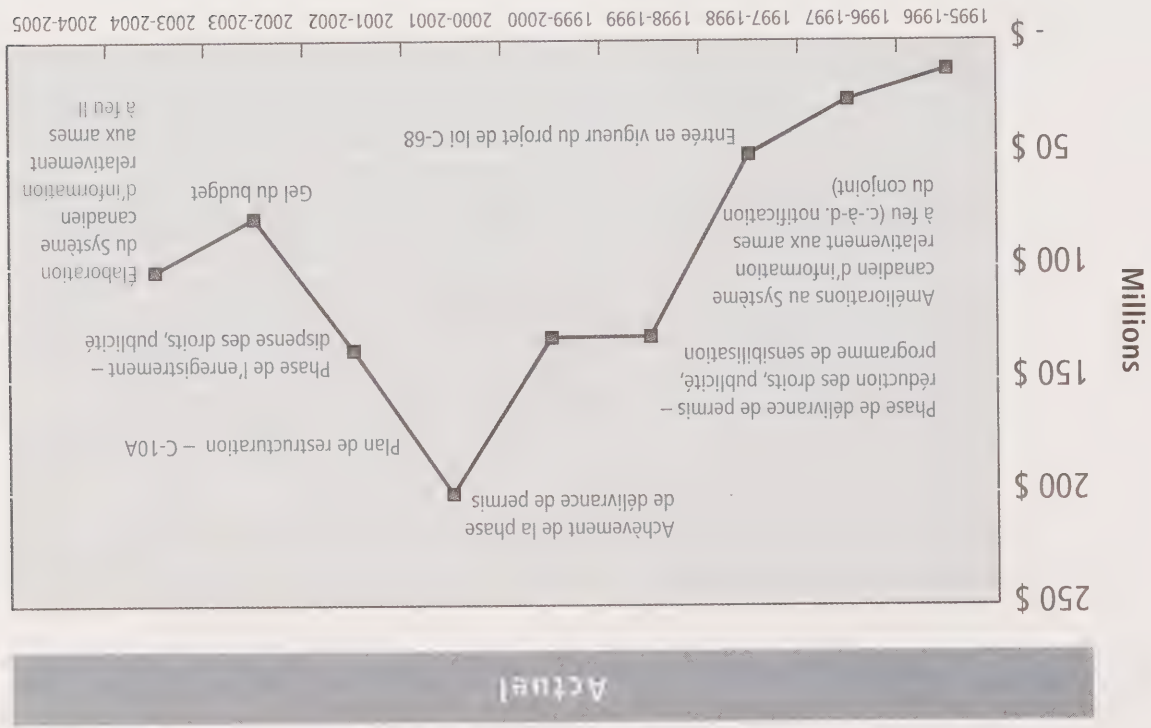 Actuel
Millions
250 $
200 $
150 $
100 $
50 $
- $
Achèvement de la phase
de délivrance de permis
Plan de restructuration – C-10A
Phase de délivrance de permis –
réduction des droits, publicité,
programme de sensibilisation
Phase de l'enregistrement –
dispense des droits, publicité
Améliorations au Système
canadien d'information
relativement aux armes
à feu (c.-à-d. notification
du conjoint)
Élaboration
du Système
canadien
d'information
relativement
aux armes
à feu II
Gel du budget
Entrée en vigueur du projet de loi C-68
1995-1996 1996-1997 1997-1998 1998-1999 1999-2000 2000-2001 2001-2002 2002-2003 2003-2004 2004-2005